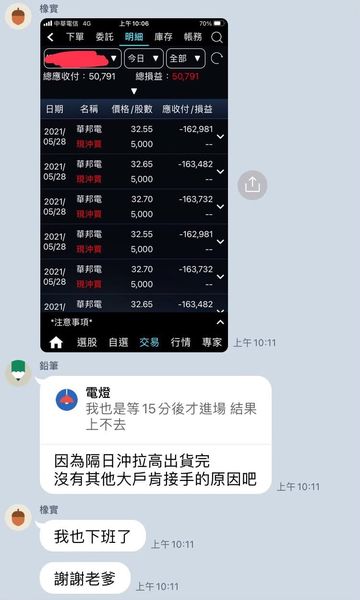 橡實
中華電信 4G
上午10:06
70%
下單 委託 明細 庫存 帳務
今日 全部
總應收付：50,791 總損益：50,791
日期 名稱 價格/股數 應收付/損益
2021/ 華邦電 32.55 -162,981
05/28 現沖買 5,000 --
2021/ 華邦電 32.65 -163,482
05/28 現沖買 5,000 --
2021/ 華邦電 32.70 -163,732
05/28 現沖買 5,000 --
2021/ 華邦電 32.55 -162,981
05/28 現沖買 5,000 --
2021/ 華邦電 32.70 -163,732
05/28 現沖買 5,000 --
2021/ 華邦電 32.65 -163,482
*注意事項*
選股 自選 交易 行情 專家
上午10:11
鉛筆
電燈
我也是等15分後才進場 結果
上不去
因為隔日沖拉高出貨完
沒有其他大戶肯接手的原因吧
上午10:11
橡實
我也下班了
上午10:11
謝謝老爹
上午10:11